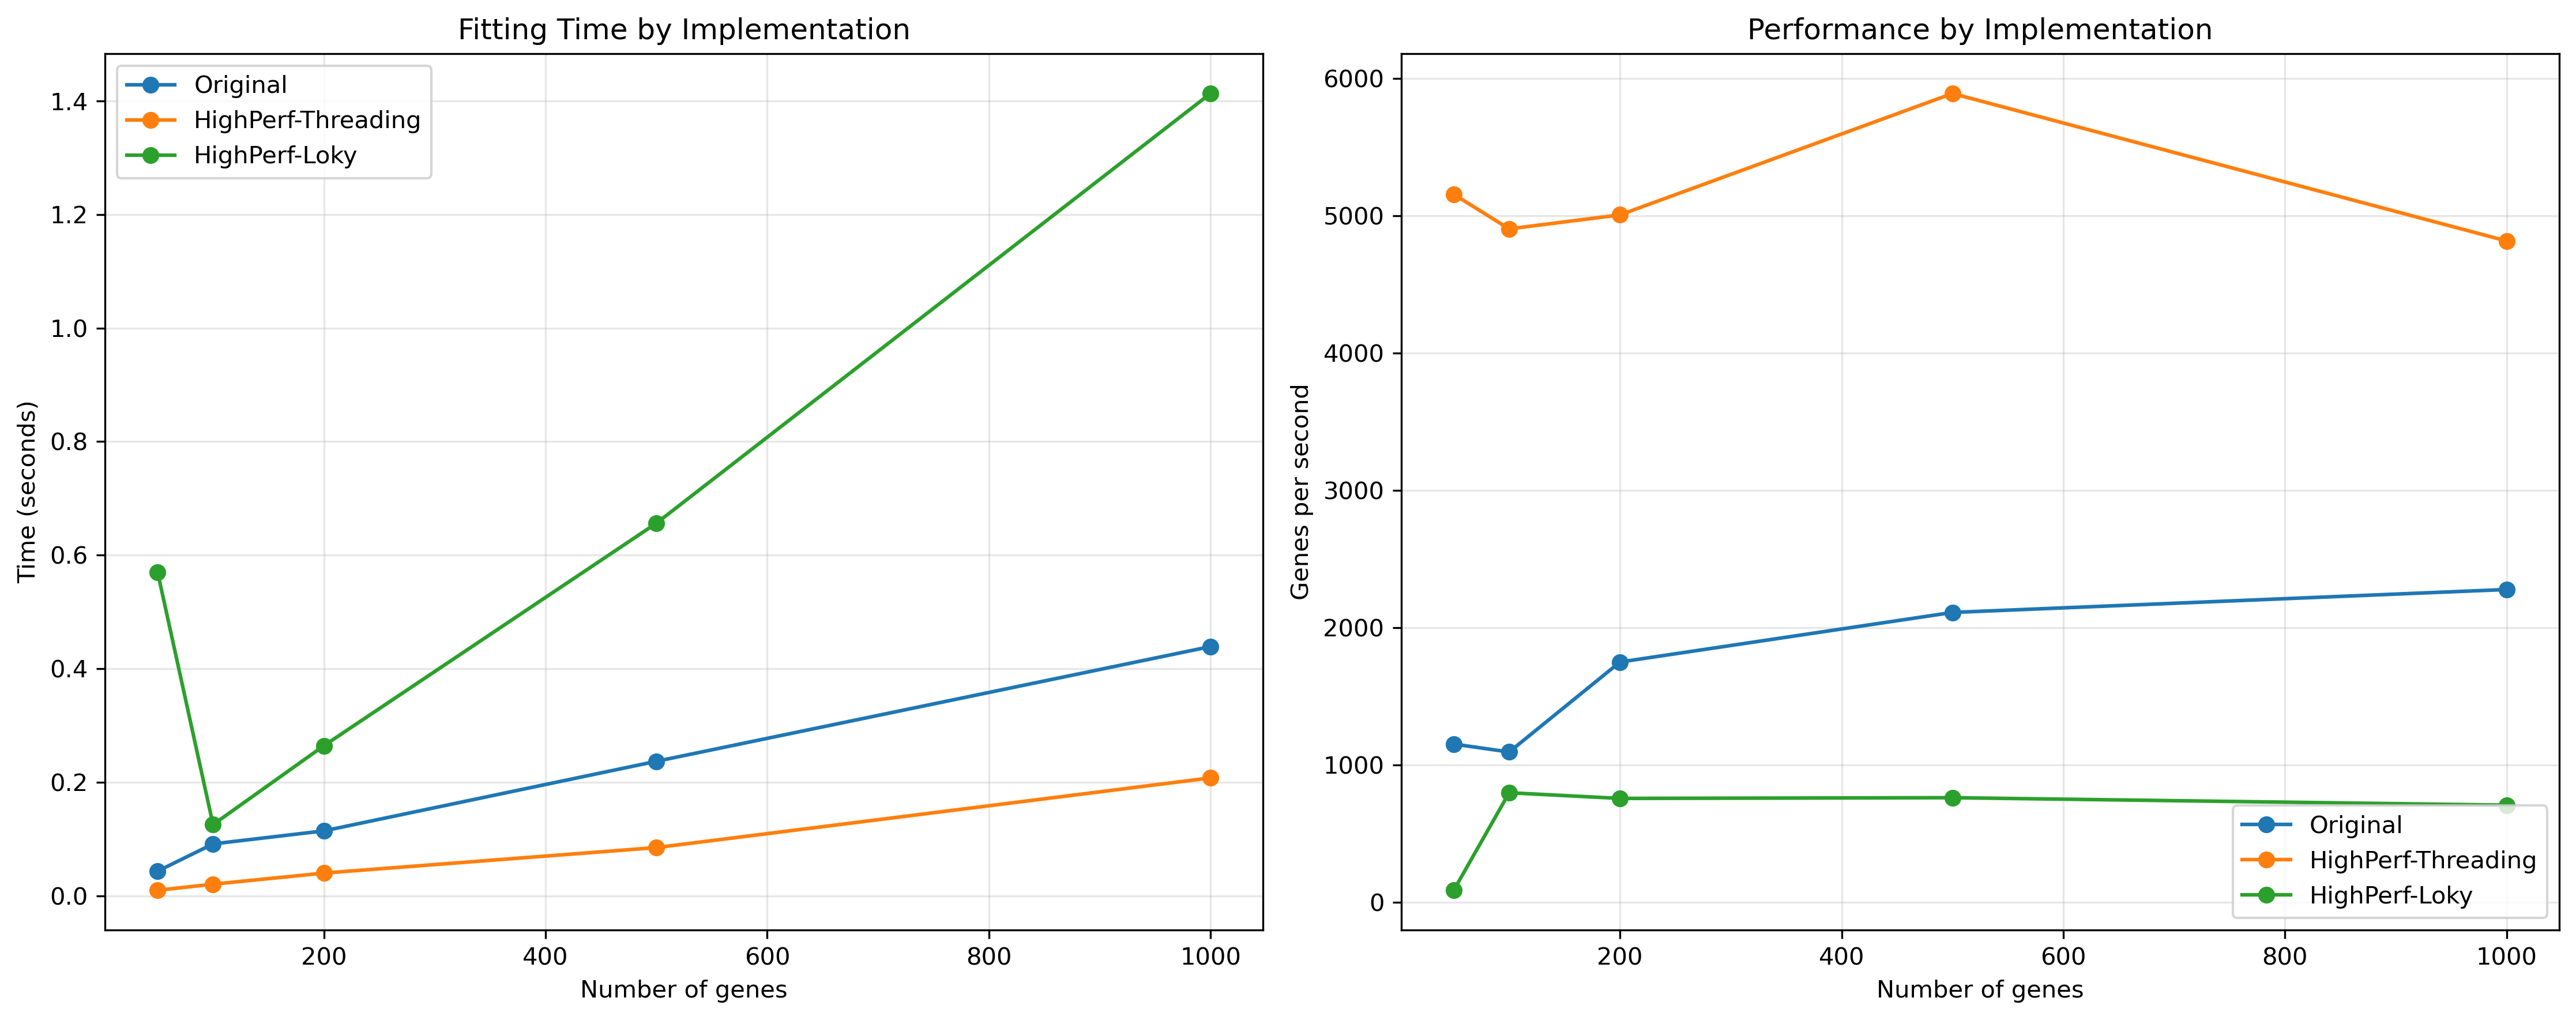 Fitting Time by Implementation
Original
HighPerf-Threading
HighPerf-Loky
1.4
1.2
1.0
0.8
0.6
0.4
0.2
0.0
Time (seconds)
200 400 600 800 1000
Number of genes
Performance by Implementation
6000
5000
4000
3000
2000
1000
0
Genes per second
Original
HighPerf-Threading
HighPerf-Loky
200 400 600 800 1000
Number of genes